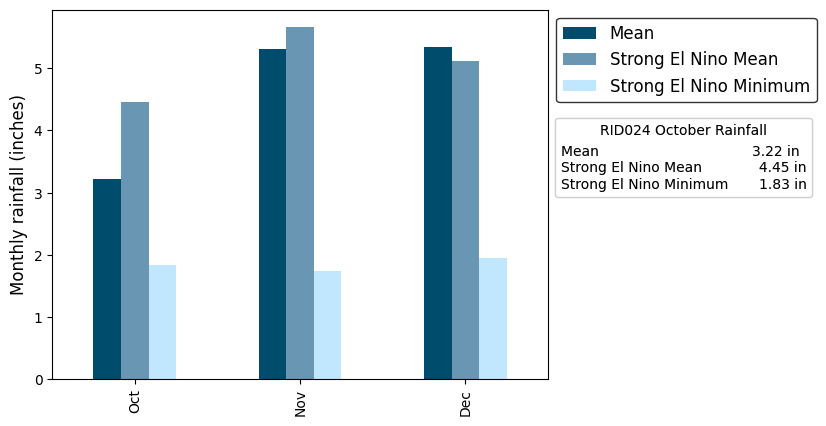 Monthly rainfall (inches)
5
4
3
2
1
0
Oct
Nov
Dec
Mean
Strong El Nino Mean
Strong El Nino Minimum
RID024 October Rainfall
Mean 3.22 in
Strong El Nino Mean 4.45 in
Strong El Nino Minimum 1.83 in